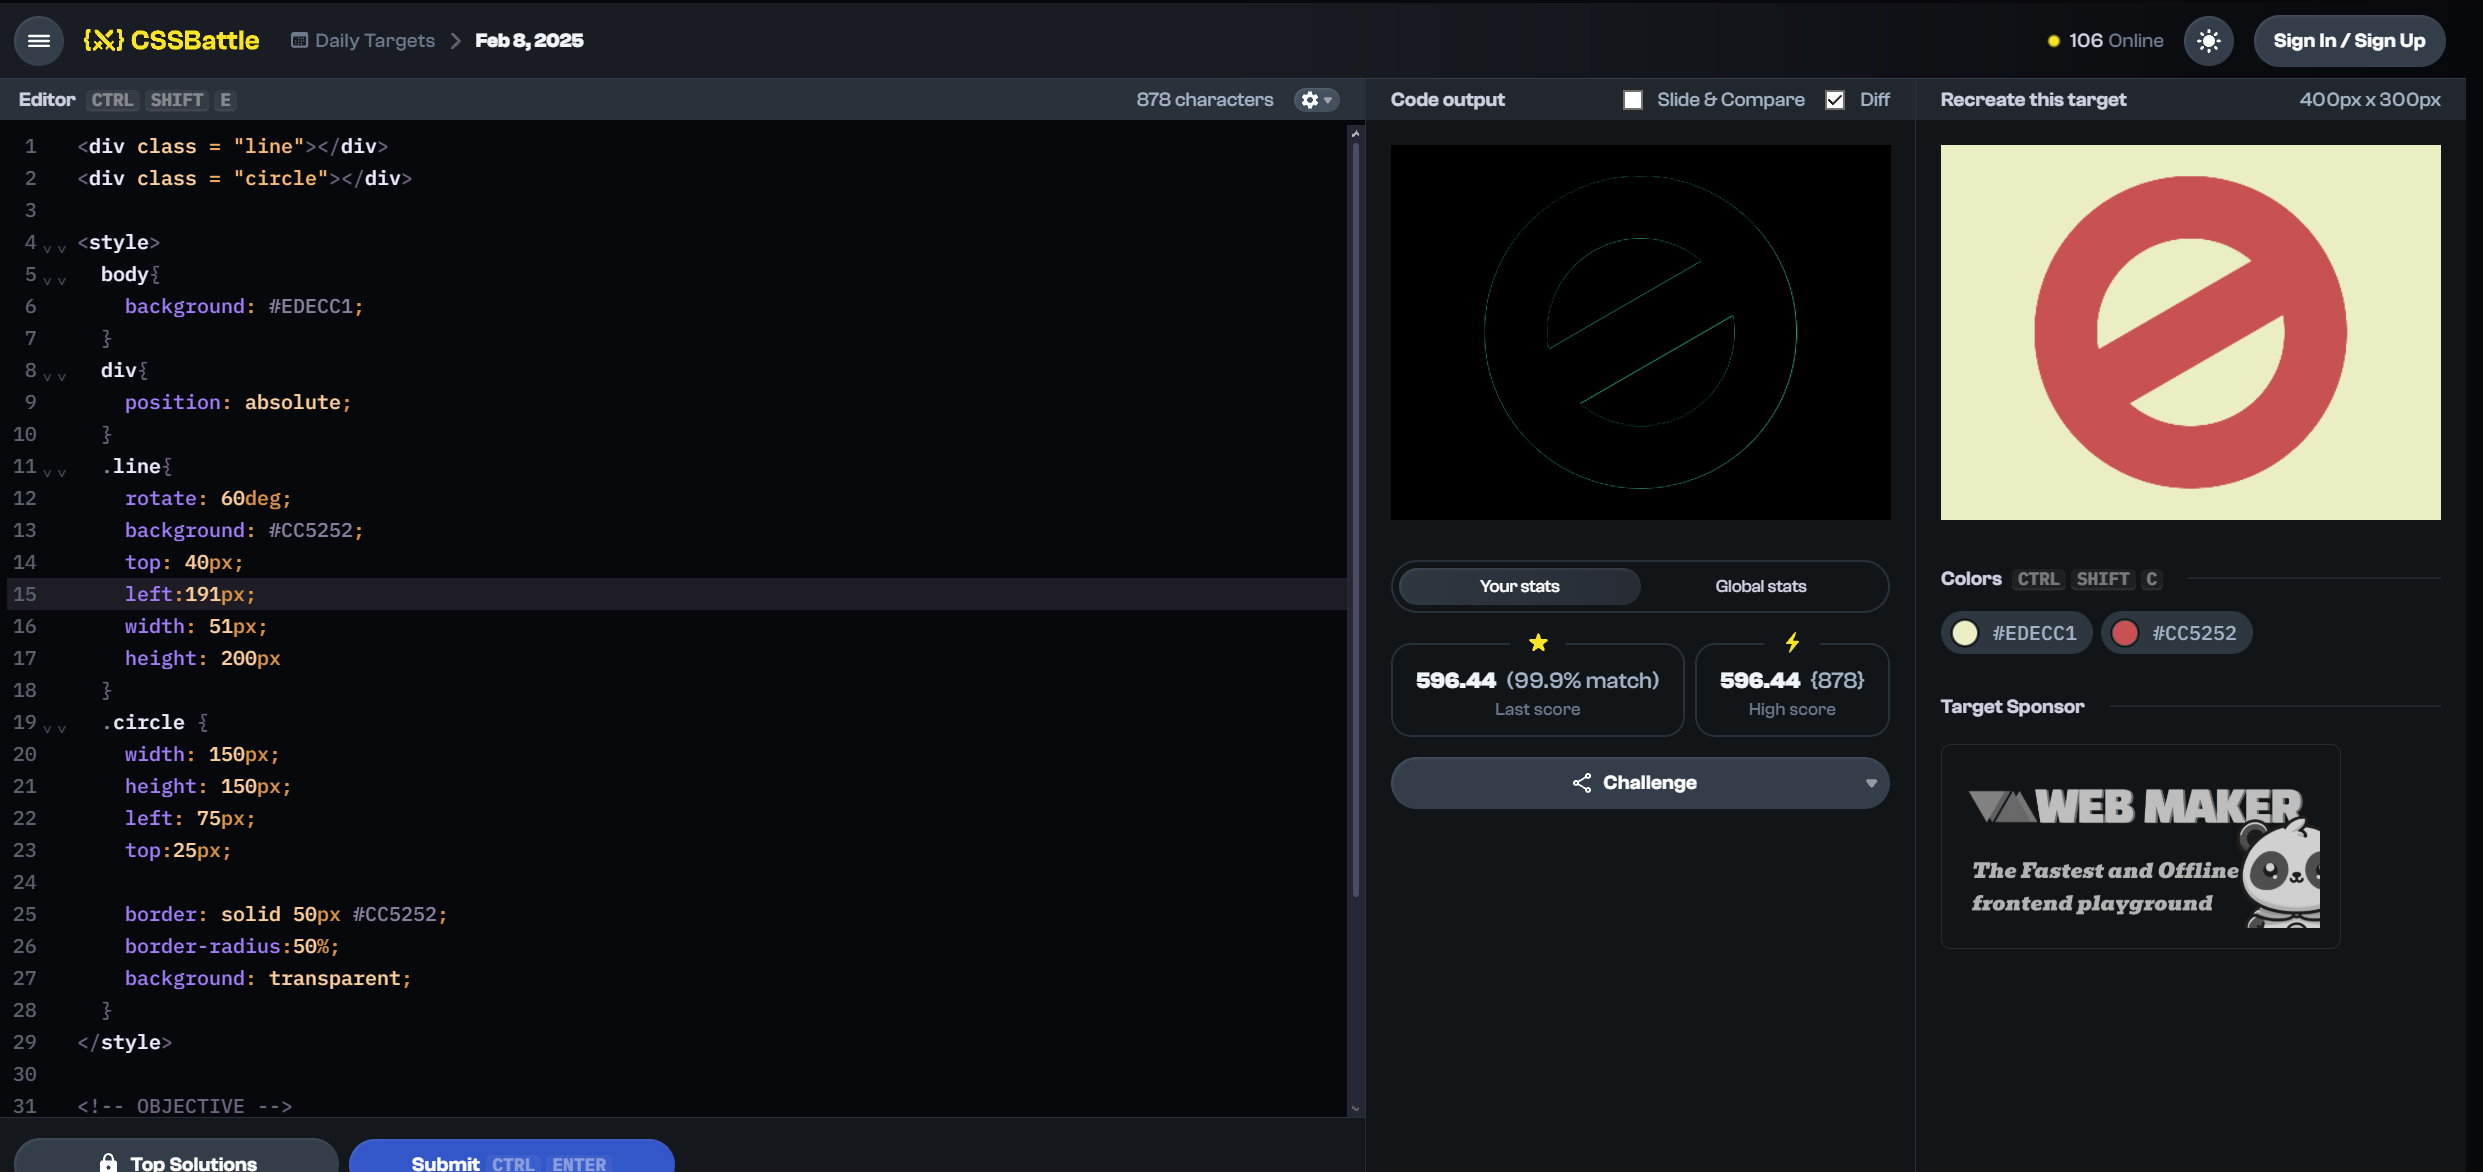 {X} CSSBattle
Daily Targets > Feb 8, 2025
106 Online
Sign In / Sign Up
Editor CTRL SHIFT E
878 characters
1 <div class = "line"></div>
2 <div class = "circle"></div>
3
4 <style>
5 body{
6 background: #EDECC1;
7 }
8 div{
9 position: absolute;
10 }
11 .line{
12 rotate: 60deg;
13 background: #CC5252;
14 top: 40px;
15 left:191px;
16 width: 51px;
17 height: 200px
18 }
19 .circle {
20 width: 150px;
21 height: 150px;
22 left: 75px;
23 top:25px;
24
25 border: solid 50px #CC5252;
26 border-radius:50%;
27 background: transparent;
28 }
29 </style>
30
31 <!-- OBJECTIVE -->
Top Solutions
Submit CTRL ENTER
Code output
Slide & Compare
Diff
Your stats
Global stats
596.44 (99.9% match)
Last score
596.44 {878}
High score
Challenge
Recreate this target
400px x 300px
Colors CTRL SHIFT C
#EDECC1
#CC5252
Target Sponsor
WEB MAKER
The Fastest and Offline
frontend playground